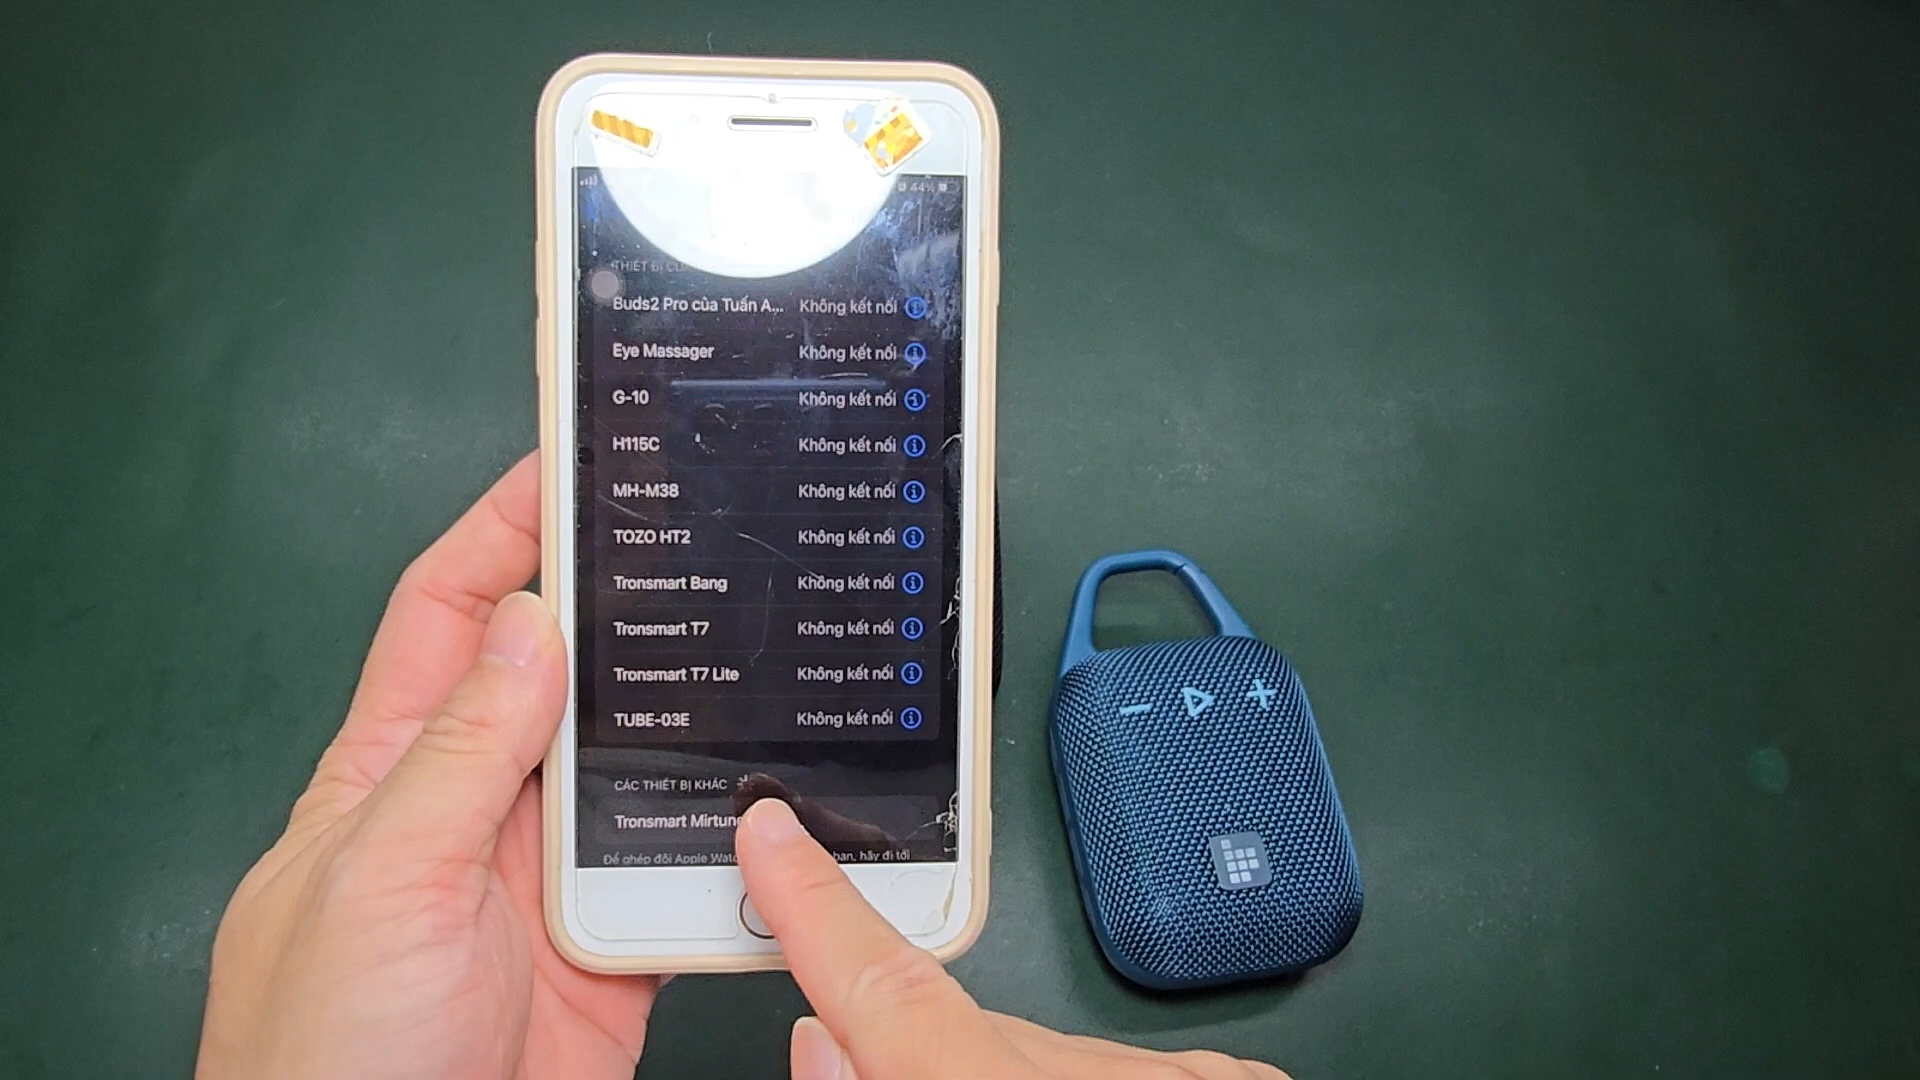 44%
THIẾT BỊ
Buds2 Pro của Tuấn A... Không kết nối
Eye Massager Không kết nối
G-10 Không kết nối
H115C Không kết nối
MH-M38 Không kết nối
TOZO HT2 Không kết nối
Tronsmart Bang Không kết nối
Tronsmart T7 Không kết nối
Tronsmart T7 Lite Không kết nối
TUBE-03E Không kết nối
CÁC THIẾT BỊ KHÁC
Tronsmart Mirtune
Để ghép đôi Apple Watch bạn, hãy đi tới